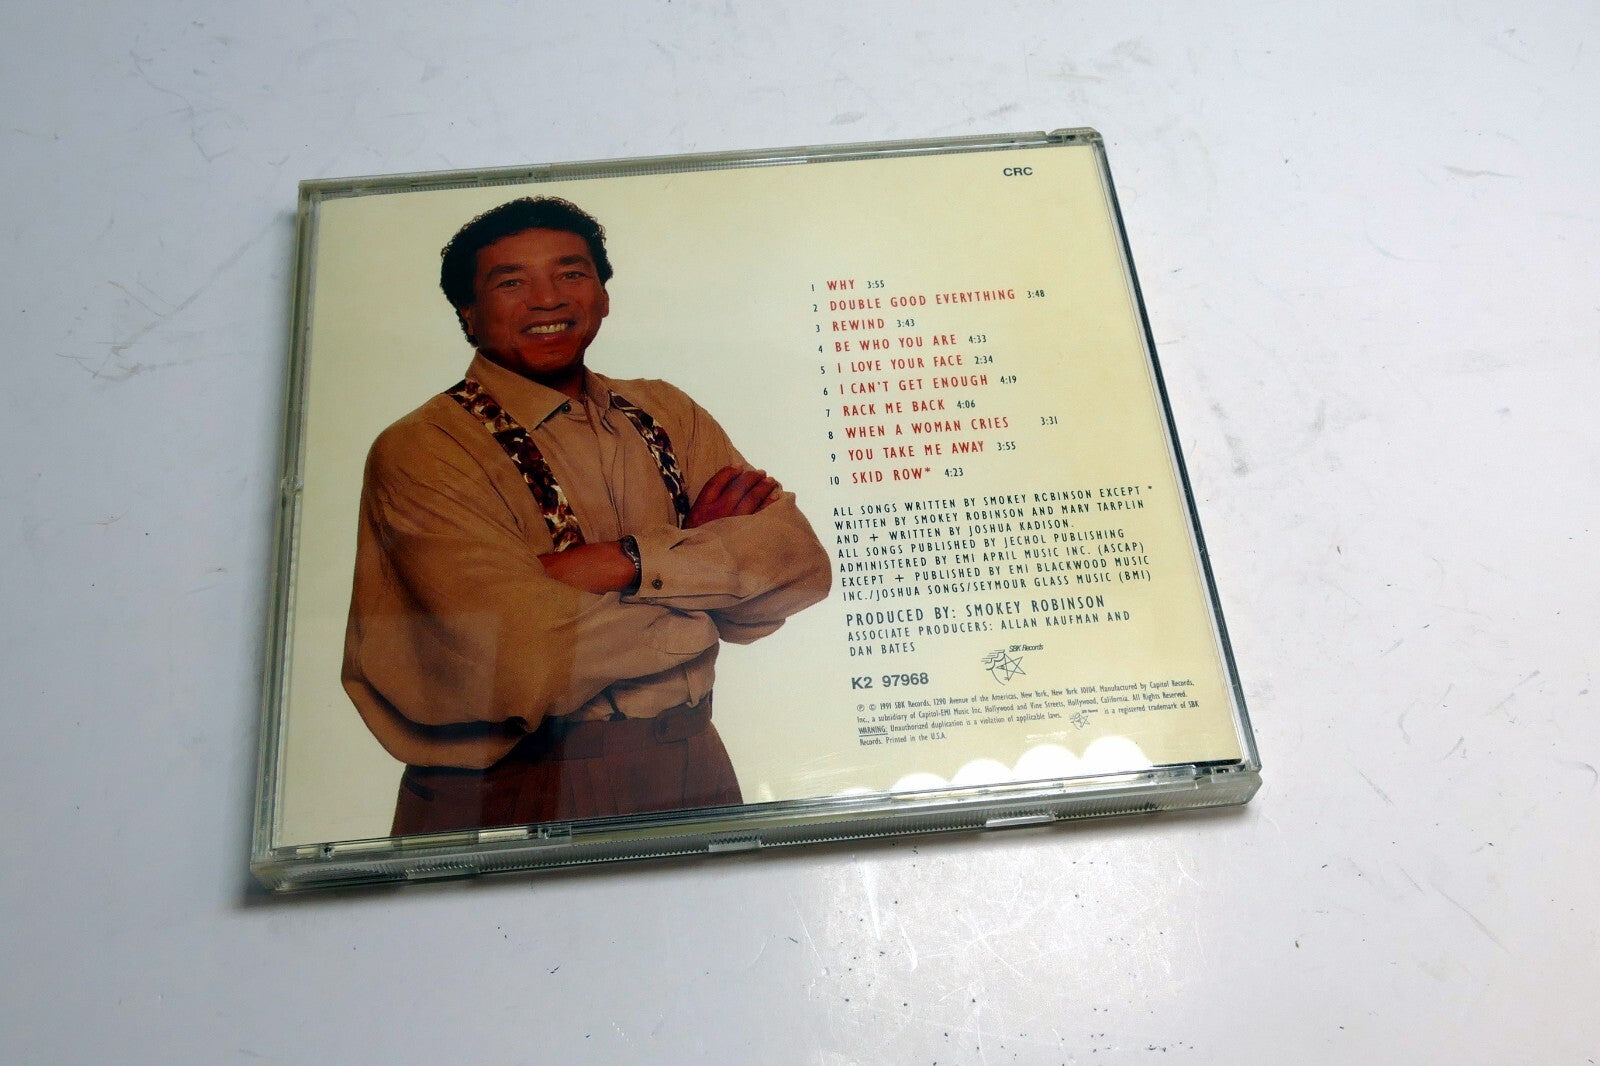 CRC
1 WHY 3:55
2 DOUBLE GOOD EVERYTHING 3:48
3 REWIND 3:43
4 BE WHO YOU ARE 4:33
5 I LOVE YOUR FACE 2:34
6 I CAN'T GET ENOUGH 4:19
7 RACK ME BACK 4:06
8 WHEN A WOMAN CRIES 3:31
9 YOU TAKE ME AWAY 3:55
10 SKID ROW* 4:23
ALL SONGS WRITTEN BY SMOKEY ROBINSON EXCEPT *
WRITTEN BY SMOKEY ROBINSON AND MARV TARPLIN
AND + WRITTEN BY JOSHUA KADISON.
ALL SONGS PUBLISHED BY JECHOL PUBLISHING
ADMINISTERED BY EMI APRIL MUSIC INC. (ASCAP)
EXCEPT + PUBLISHED BY EMI BLACKWOOD MUSIC
INC./JOSHUA SONGS/SEYMOUR GLASS MUSIC (BMI)
PRODUCED BY: SMOKEY ROBINSON
ASSOCIATE PRODUCERS: ALLAN KAUFMAN AND
DAN BATES
SBK Records
K2 97968
℗ © 1991 SBK Records, 1290 Avenue of the Americas, New York, New York 10104. Manufactured by Capitol Records,
Inc., a subsidiary of Capitol-EMI Music Inc. Hollywood and Vine Streets, Hollywood, California. All Rights Reserved.
WARNING: Unauthorized duplication is a violation of applicable laws. is a registered trademark of SBK
Records. Printed in the U.S.A.